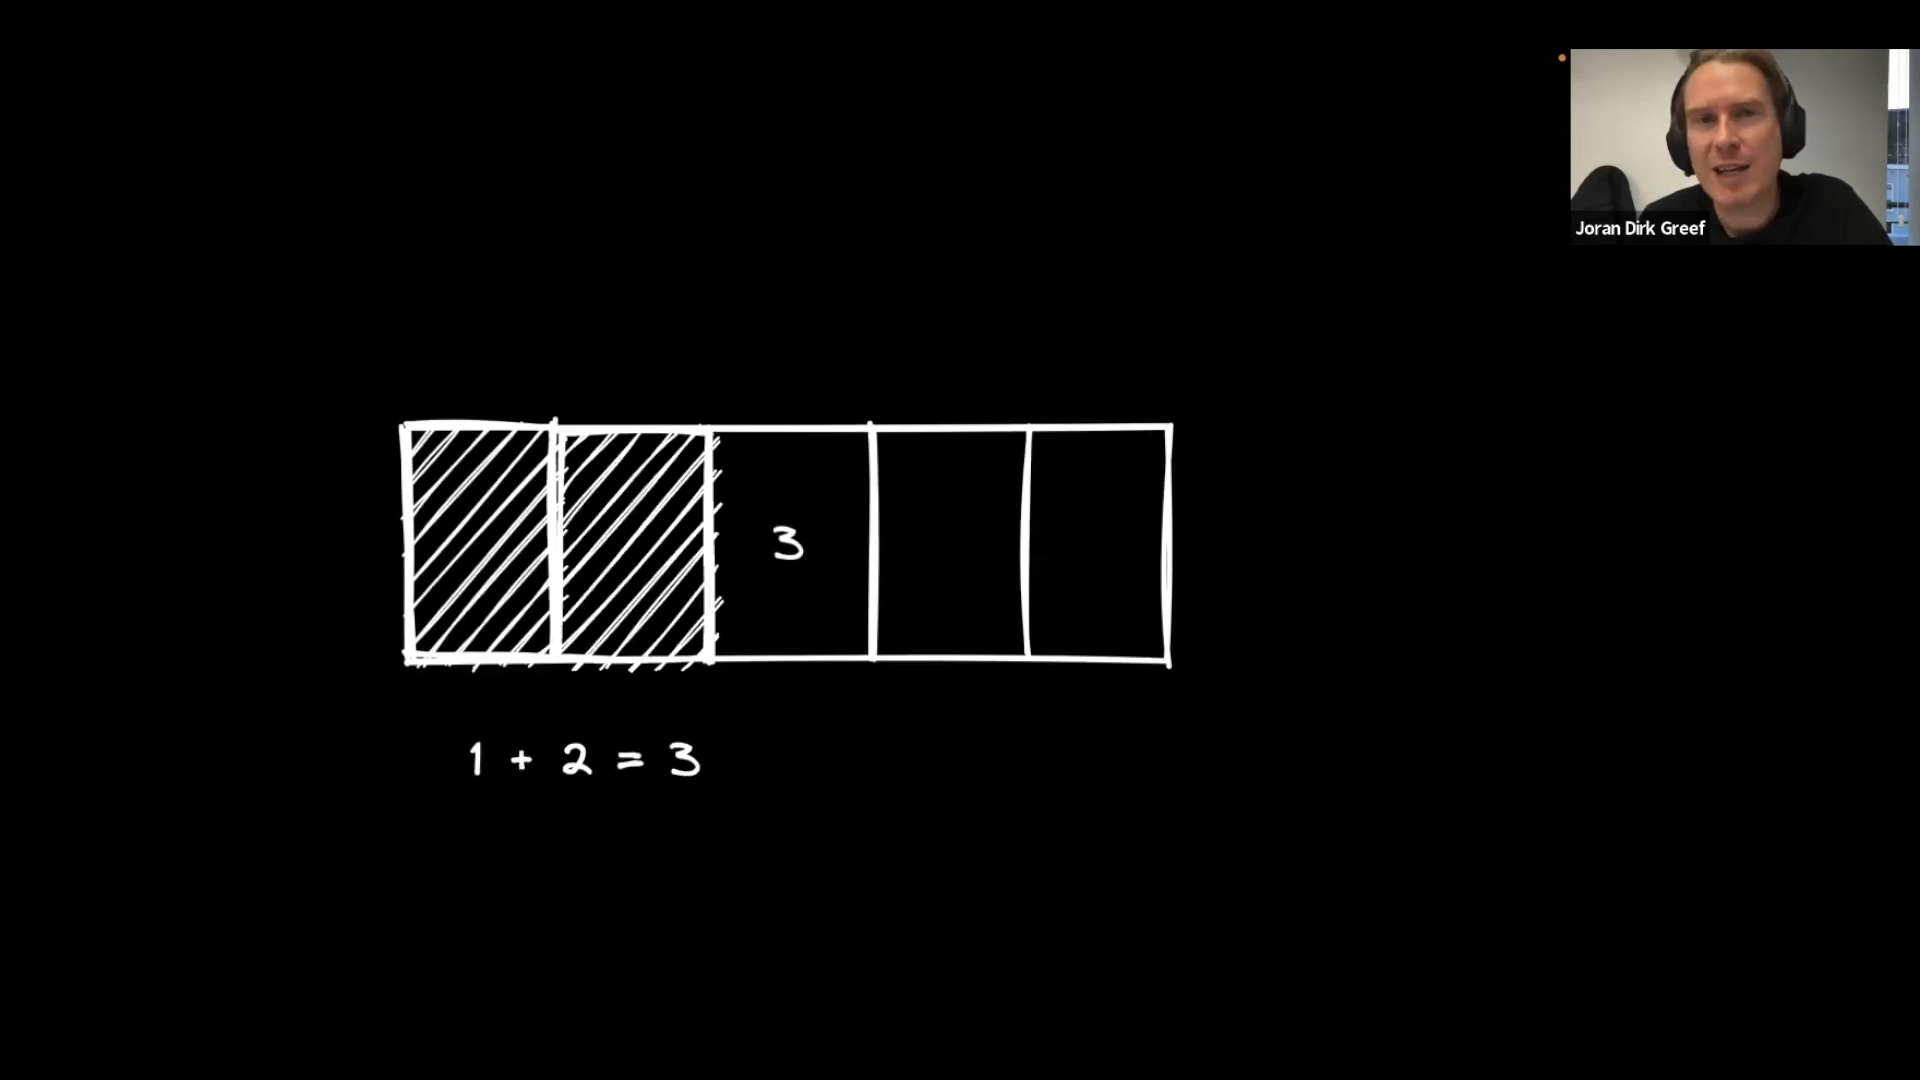 Joran Dirk Greef
3
1 + 2 = 3